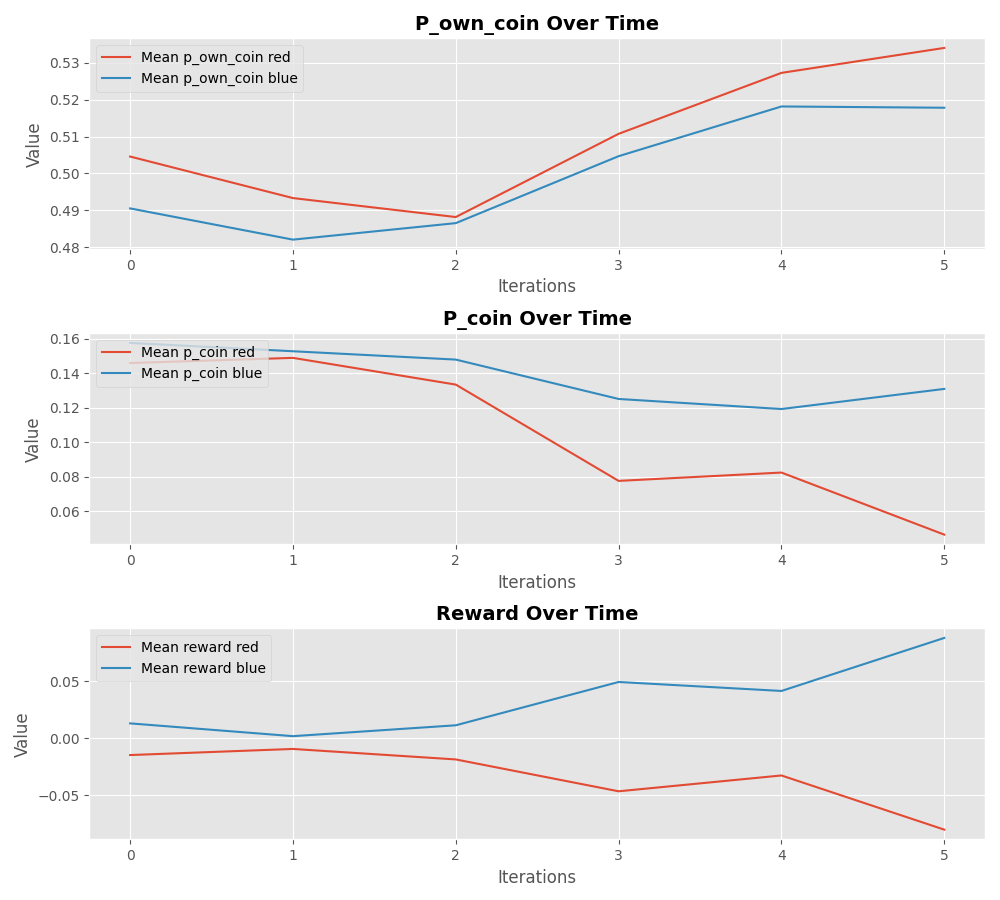 P_own_coin Over Time
Mean p_own_coin red
Mean p_own_coin blue
0.53
0.52
0.51
0.50
0.49
0.48
Value
0 1 2 3 4 5
Iterations
P_coin Over Time
Mean p_coin red
Mean p_coin blue
0.16
0.14
0.12
0.10
0.08
0.06
Value
0 1 2 3 4 5
Iterations
Reward Over Time
Mean reward red
Mean reward blue
0.05
0.00
−0.05
Value
0 1 2 3 4 5
Iterations